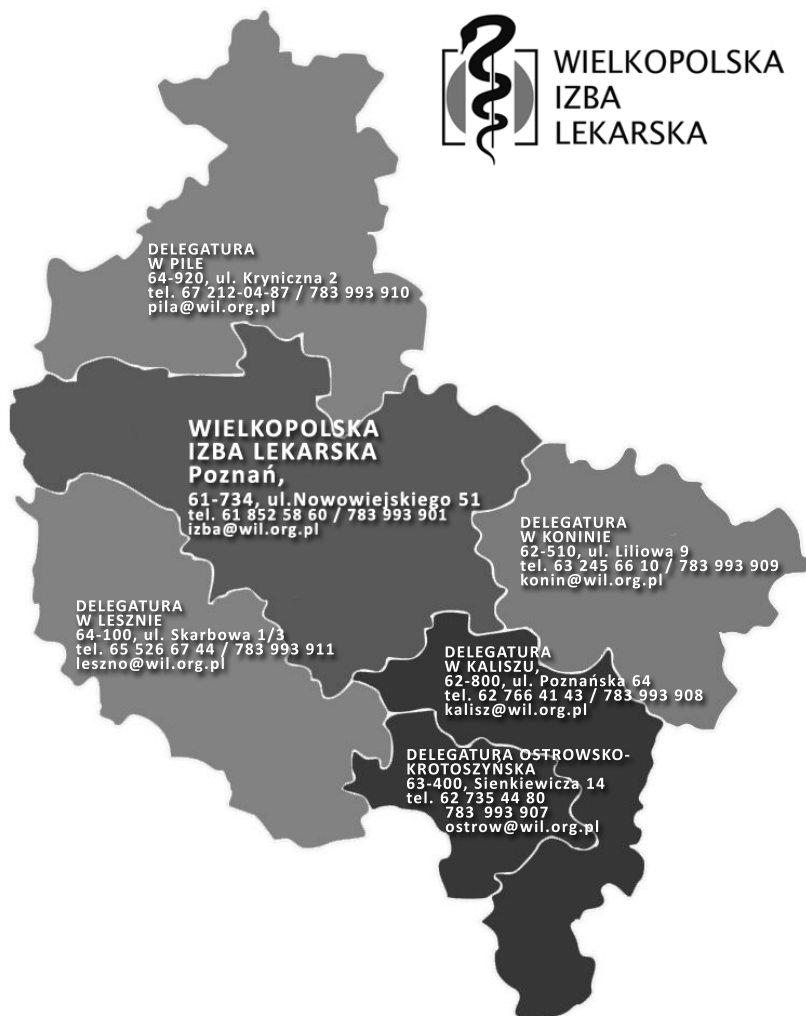 WIELKOPOLSKA
IZBA
LEKARSKA
DELEGATURA
W PILE
64-920, ul. Kryniczna 2
tel. 67 212-04-87 / 783 993 910
pila@wil.org.pl
WIELKOPOLSKA
IZBA LEKARSKA
Poznań,
61-734, ul.Nowowiejskiego 51
tel. 61 852 58 60 / 783 993 901
izba@wil.org.pl
DELEGATURA
W KONINIE
62-510, ul. Liliowa 9
tel. 63 245 66 10 / 783 993 909
konin@wil.org.pl
DELEGATURA
W LESZNIE
64-100, ul. Skarbowa 1/3
tel. 65 526 67 44 / 783 993 911
leszno@wil.org.pl
DELEGATURA
W KALISZU,
62-800, ul. Poznańska 64
tel. 62 766 41 43 / 783 993 908
kalisz@wil.org.pl
DELEGATURA OSTROWSKO-
KROTOSZYŃSKA
63-400, Sienkiewicza 14
tel. 62 735 44 80
783 993 907
ostrow@wil.org.pl